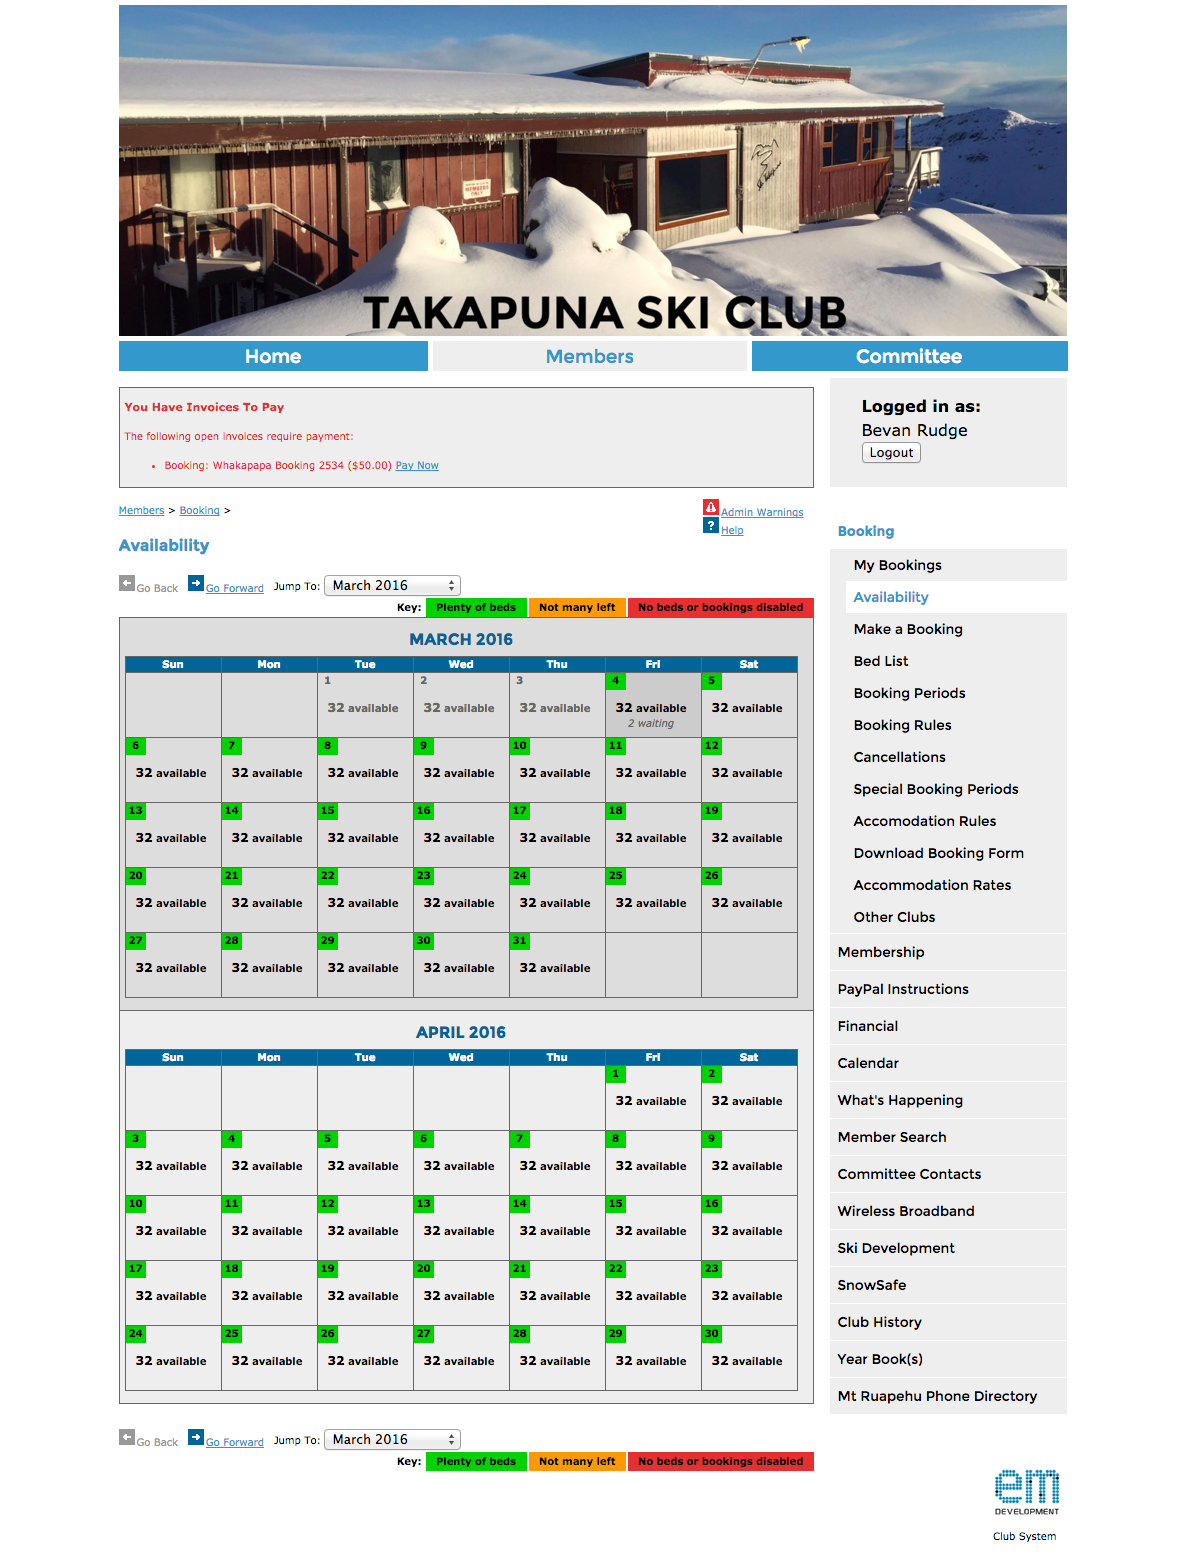 MEMBERS ONLY
Ski Takapuna
TAKAPUNA SKI CLUB
Home Members Committee
You Have Invoices To Pay
The following open invoices require payment:
• Booking: Whakapapa Booking 2534 ($50.00) Pay Now
Logged in as:
Bevan Rudge
Logout
Members > Booking >
Admin Warnings
Help
Availability
Go Back Go Forward Jump To: March 2016
Key: Plenty of beds Not many left No beds or bookings disabled
MARCH 2016
Sun Mon Tue Wed Thu Fri Sat
1 2 3 4 5
32 available 32 available 32 available 32 available 32 available
2 waiting
6 7 8 9 10 11 12
32 available 32 available 32 available 32 available 32 available 32 available 32 available
13 14 15 16 17 18 19
32 available 32 available 32 available 32 available 32 available 32 available 32 available
20 21 22 23 24 25 26
32 available 32 available 32 available 32 available 32 available 32 available 32 available
27 28 29 30 31
32 available 32 available 32 available 32 available 32 available
APRIL 2016
Sun Mon Tue Wed Thu Fri Sat
1 2
32 available 32 available
3 4 5 6 7 8 9
32 available 32 available 32 available 32 available 32 available 32 available 32 available
10 11 12 13 14 15 16
32 available 32 available 32 available 32 available 32 available 32 available 32 available
17 18 19 20 21 22 23
32 available 32 available 32 available 32 available 32 available 32 available 32 available
24 25 26 27 28 29 30
32 available 32 available 32 available 32 available 32 available 32 available 32 available
Go Back Go Forward Jump To: March 2016
Key: Plenty of beds Not many left No beds or bookings disabled
Booking
My Bookings
Availability
Make a Booking
Bed List
Booking Periods
Booking Rules
Cancellations
Special Booking Periods
Accomodation Rules
Download Booking Form
Accommodation Rates
Other Clubs
Membership
PayPal Instructions
Financial
Calendar
What's Happening
Member Search
Committee Contacts
Wireless Broadband
Ski Development
SnowSafe
Club History
Year Book(s)
Mt Ruapehu Phone Directory
em
DEVELOPMENT
Club System